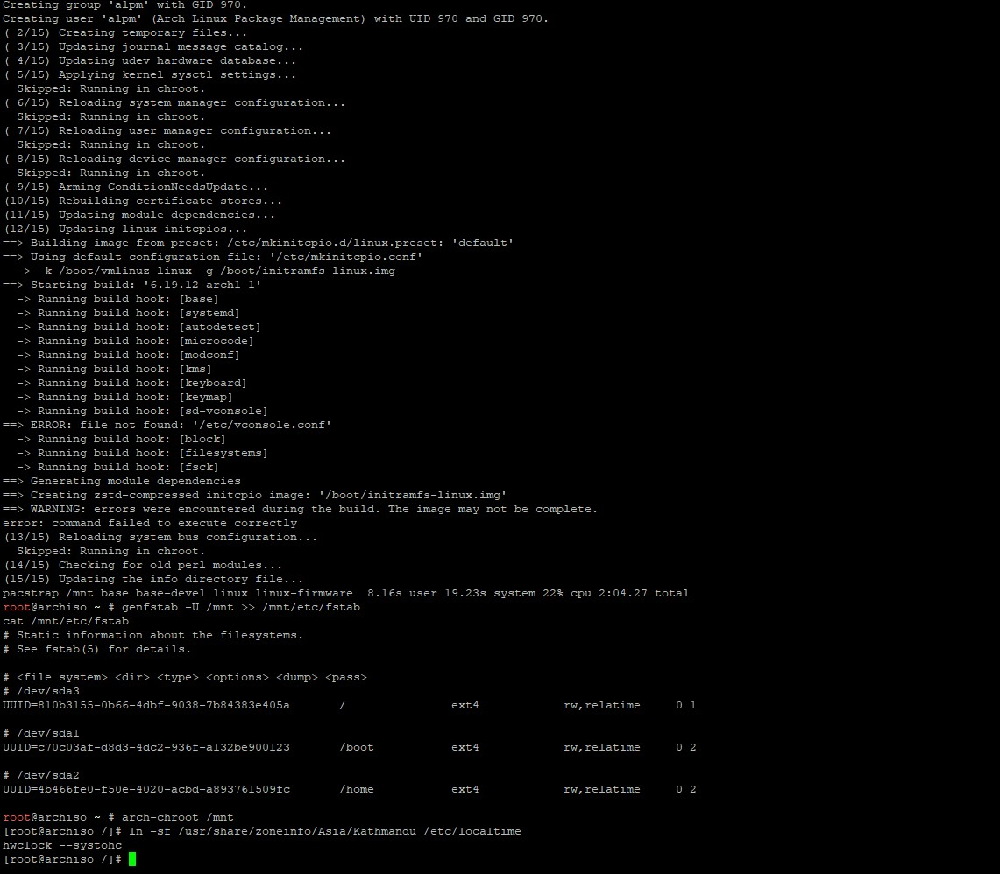 Creating group 'alpm' with GID 970.
Creating user 'alpm' (Arch Linux Package Management) with UID 970 and GID 970.
( 2/15) Creating temporary files...
( 3/15) Updating journal message catalog...
( 4/15) Updating udev hardware database...
( 5/15) Applying kernel sysctl settings...
  Skipped: Running in chroot.
( 6/15) Reloading system manager configuration...
  Skipped: Running in chroot.
( 7/15) Reloading user manager configuration...
  Skipped: Running in chroot.
( 8/15) Reloading device manager configuration...
  Skipped: Running in chroot.
( 9/15) Arming ConditionNeedsUpdate...
(10/15) Rebuilding certificate stores...
(11/15) Updating module dependencies...
(12/15) Updating linux initcpios...
==> Building image from preset: /etc/mkinitcpio.d/linux.preset: 'default'
==> Using default configuration file: '/etc/mkinitcpio.conf'
  -> -k /boot/vmlinuz-linux -g /boot/initramfs-linux.img
==> Starting build: '6.19.12-arch1-1'
  -> Running build hook: [base]
  -> Running build hook: [systemd]
  -> Running build hook: [autodetect]
  -> Running build hook: [microcode]
  -> Running build hook: [modconf]
  -> Running build hook: [kms]
  -> Running build hook: [keyboard]
  -> Running build hook: [keymap]
  -> Running build hook: [sd-vconsole]
==> ERROR: file not found: '/etc/vconsole.conf'
  -> Running build hook: [block]
  -> Running build hook: [filesystems]
  -> Running build hook: [fsck]
==> Generating module dependencies
==> Creating zstd-compressed initcpio image: '/boot/initramfs-linux.img'
==> WARNING: errors were encountered during the build. The image may not be complete.
error: command failed to execute correctly
(13/15) Reloading system bus configuration...
  Skipped: Running in chroot.
(14/15) Checking for old perl modules...
(15/15) Updating the info directory file...
pacstrap /mnt base base-devel linux linux-firmware  8.16s user 19.23s system 22% cpu 2:04.27 total
root@archiso ~ # genfstab -U /mnt >> /mnt/etc/fstab
cat /mnt/etc/fstab
# Static information about the filesystems.
# See fstab(5) for details.

# <file system> <dir> <type> <options> <dump> <pass>
# /dev/sda3
UUID=810b3155-0b66-4dbf-9038-7b84383e405a       /               ext4            rw,relatime     0 1

# /dev/sda1
UUID=c70c03af-d8d3-4dc2-936f-a132be900123       /boot           ext4            rw,relatime     0 2

# /dev/sda2
UUID=4b466fe0-f50e-4020-acbd-a893761509fc       /home           ext4            rw,relatime     0 2

root@archiso ~ # arch-chroot /mnt
[root@archiso /]# ln -sf /usr/share/zoneinfo/Asia/Kathmandu /etc/localtime
hwclock --systohc
[root@archiso /]#